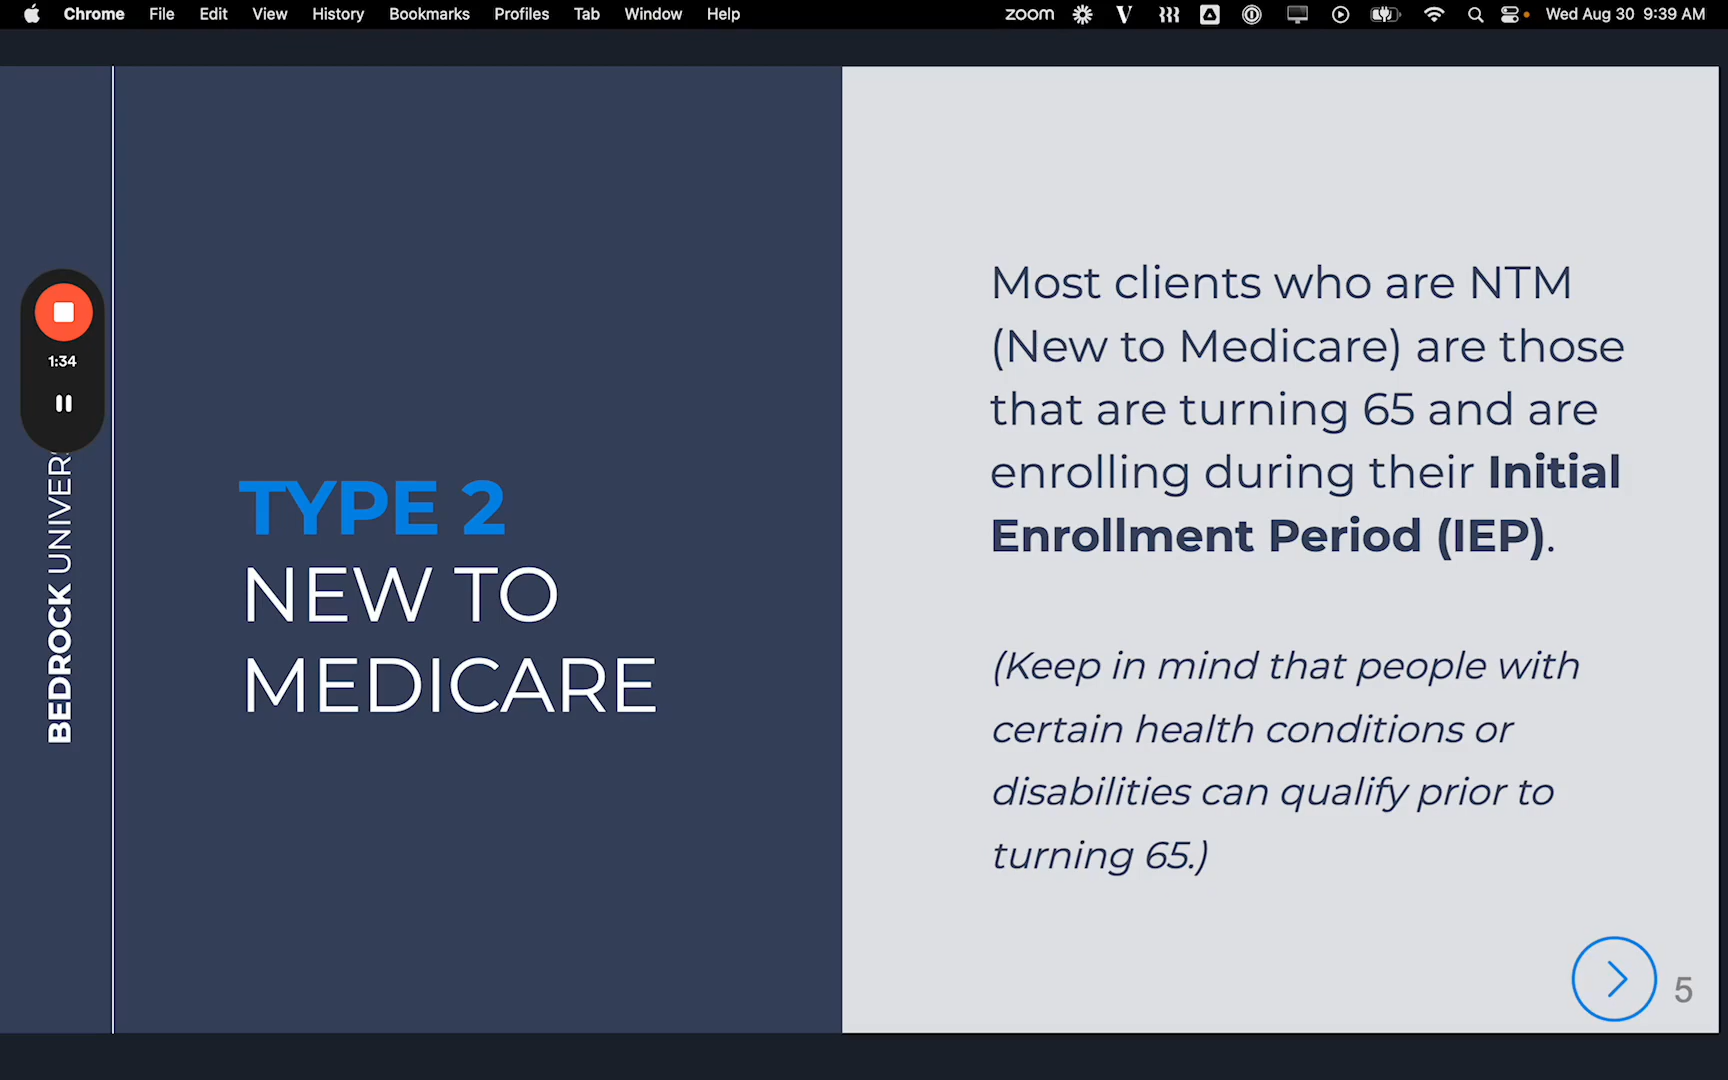 Chrome File Edit View History Bookmarks Profiles Tab Window Help zoom Wed Aug 30 9:39 AM
1:34
BEDROCK UNIVERS
TYPE 2
NEW TO
MEDICARE
Most clients who are NTM
(New to Medicare) are those
that are turning 65 and are
enrolling during their Initial
Enrollment Period (IEP).
(Keep in mind that people with
certain health conditions or
disabilities can qualify prior to
turning 65.)
5